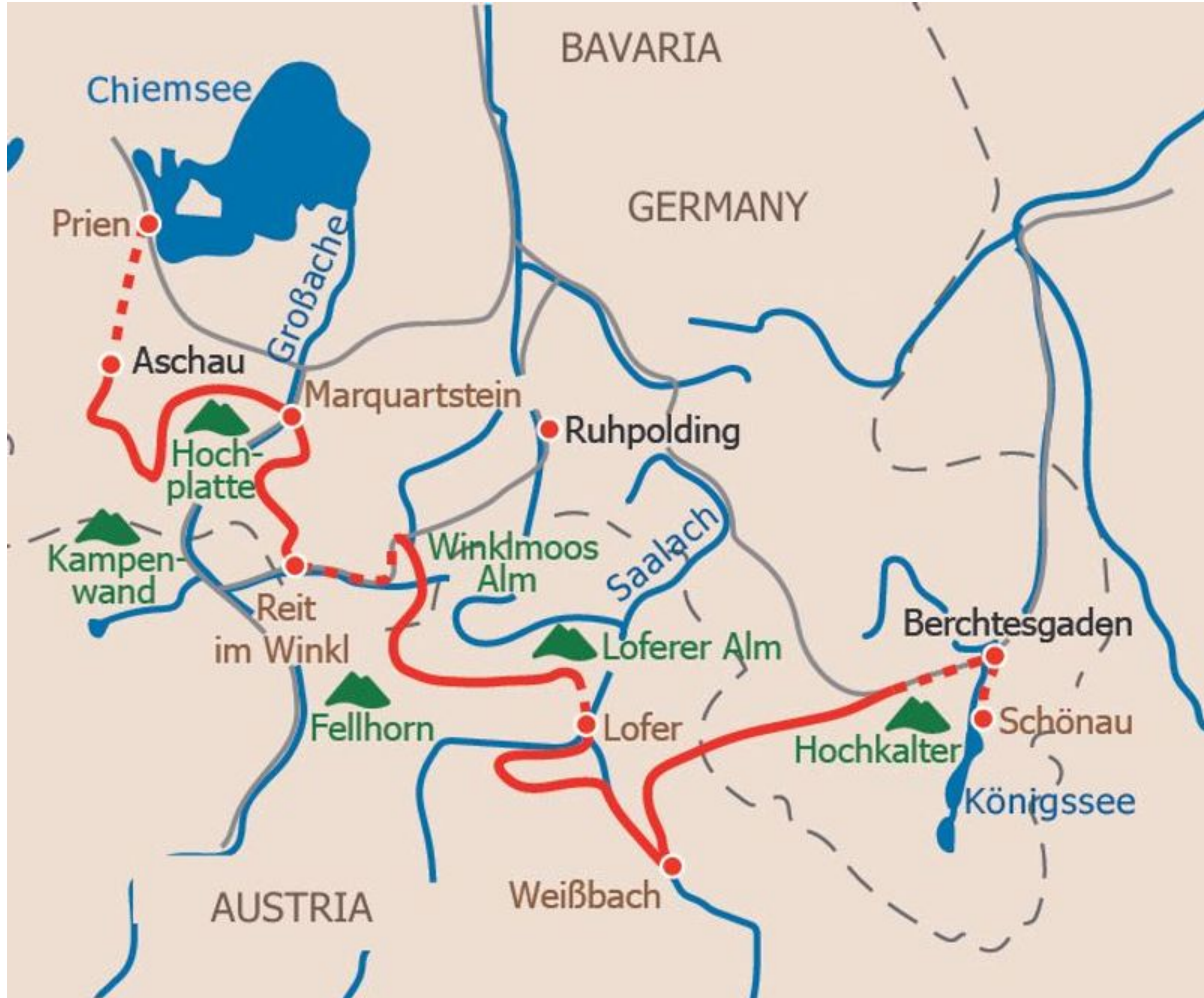 BAVARIA
Chiemsee
GERMANY
Prien
Großache
Aschau
Marquartstein
Ruhpolding
Hoch-
platte
Saalach
Winklmoos
Alm
Kampen-
wand
Reit
im Winkl
Berchtesgaden
Loferer Alm
Fellhorn
Lofer
Schönau
Hochkalter
Königssee
Weißbach
AUSTRIA